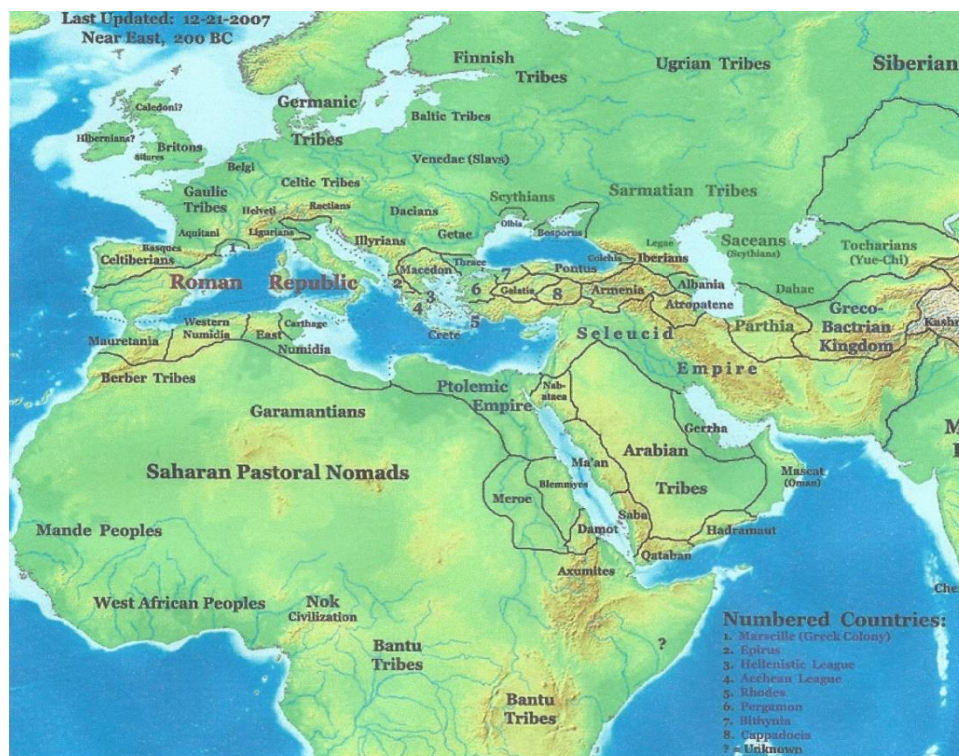 Last Updated: 12-21-2007
Near East, 200 BC
Finnish
Tribes
Ugrian Tribes
Siberian
Caledoni?
Germanic
Tribes
Baltic Tribes
Hibernians?
Britons
Silures
Belgi
Venedae (Slavs)
Gaulic
Tribes
Celtic Tribes
Scythians
Sarmatian Tribes
Helveti
Raetians
Dacians
Aquitani
Ligurians
Getae
Olbia
Bosporus
Saceans
(Scythians)
Tocharians
(Yue-Chi)
Basques
1
Illyrians
Legae
Iberians
Celtiberians
Thrace
Colchis
Macedon
Pontus
Albania
Dahae
Roman Republic
2
7
Galatia
8
Armenia
Atropatene
Greco-
Bactrian
Kingdom
3
6
4
5
Crete
Seleucid
Empire
Parthia
Kashm
Western
Numidia
East
Numidia
Carthage
Mauretania
Berber Tribes
Ptolemic
Empire
Nab-
ataea
Garamantians
Gerrha
M
Saharan Pastoral Nomads
Ma'an
Arabian
Tribes
Muscat
(Oman)
Meroe
Blemmyes
Saba
Mande Peoples
Damot
Hadramaut
Qataban
Axumites
West African Peoples
Nok
Civilization
Che
Bantu
Tribes
?
Bantu
Tribes
Numbered Countries:
1. Marseille (Greek Colony)
2. Epirus
3. Hellenistic League
4. Aechean League
5. Rhodes
6. Pergamon
7. Bithynia
8. Cappadocia
? = Unknown